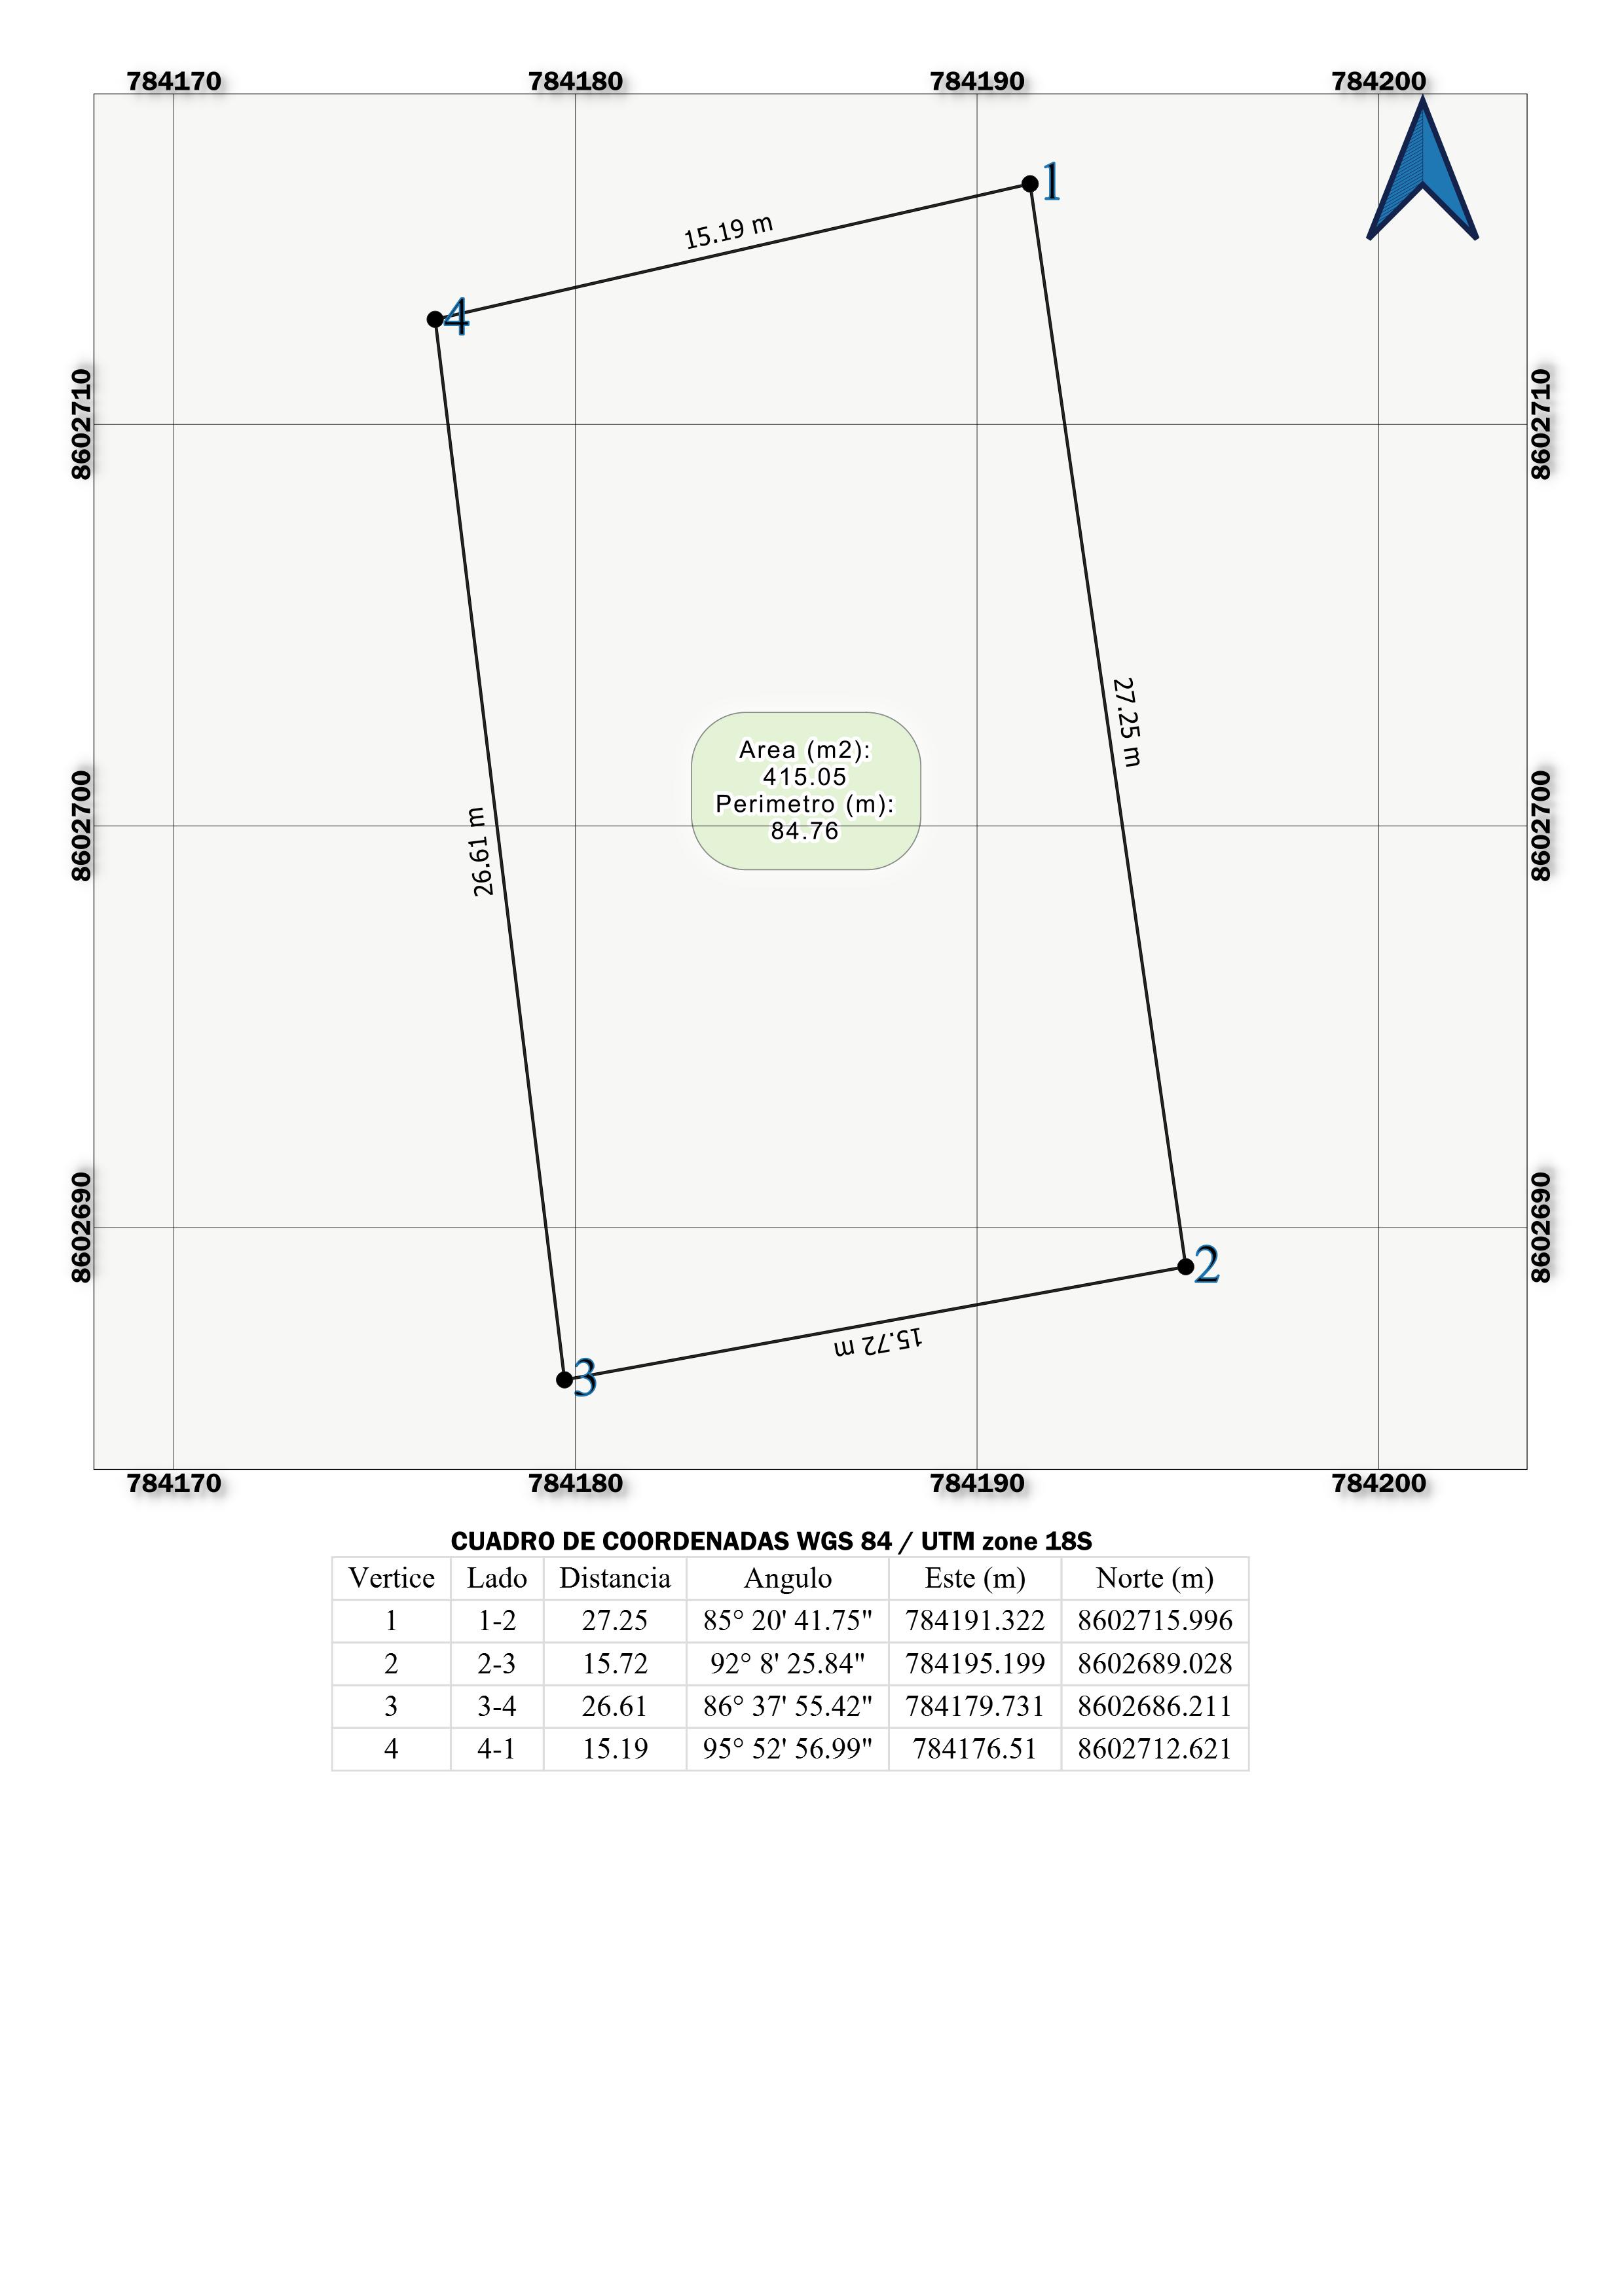 784170 784180 784190 784200
1
15.19 m
4
8602710 8602710
27.25 m
Area (m2):
415.05
Perimetro (m):
84.76
8602700 8602700
26.61 m
8602690 8602690
2
15.72 m
3
784170 784180 784190 784200
CUADRO DE COORDENADAS WGS 84 / UTM zone 18S
Vertice Lado Distancia Angulo Este (m) Norte (m)
1 1-2 27.25 85° 20' 41.75" 784191.322 8602715.996
2 2-3 15.72 92° 8' 25.84" 784195.199 8602689.028
3 3-4 26.61 86° 37' 55.42" 784179.731 8602686.211
4 4-1 15.19 95° 52' 56.99" 784176.51 8602712.621